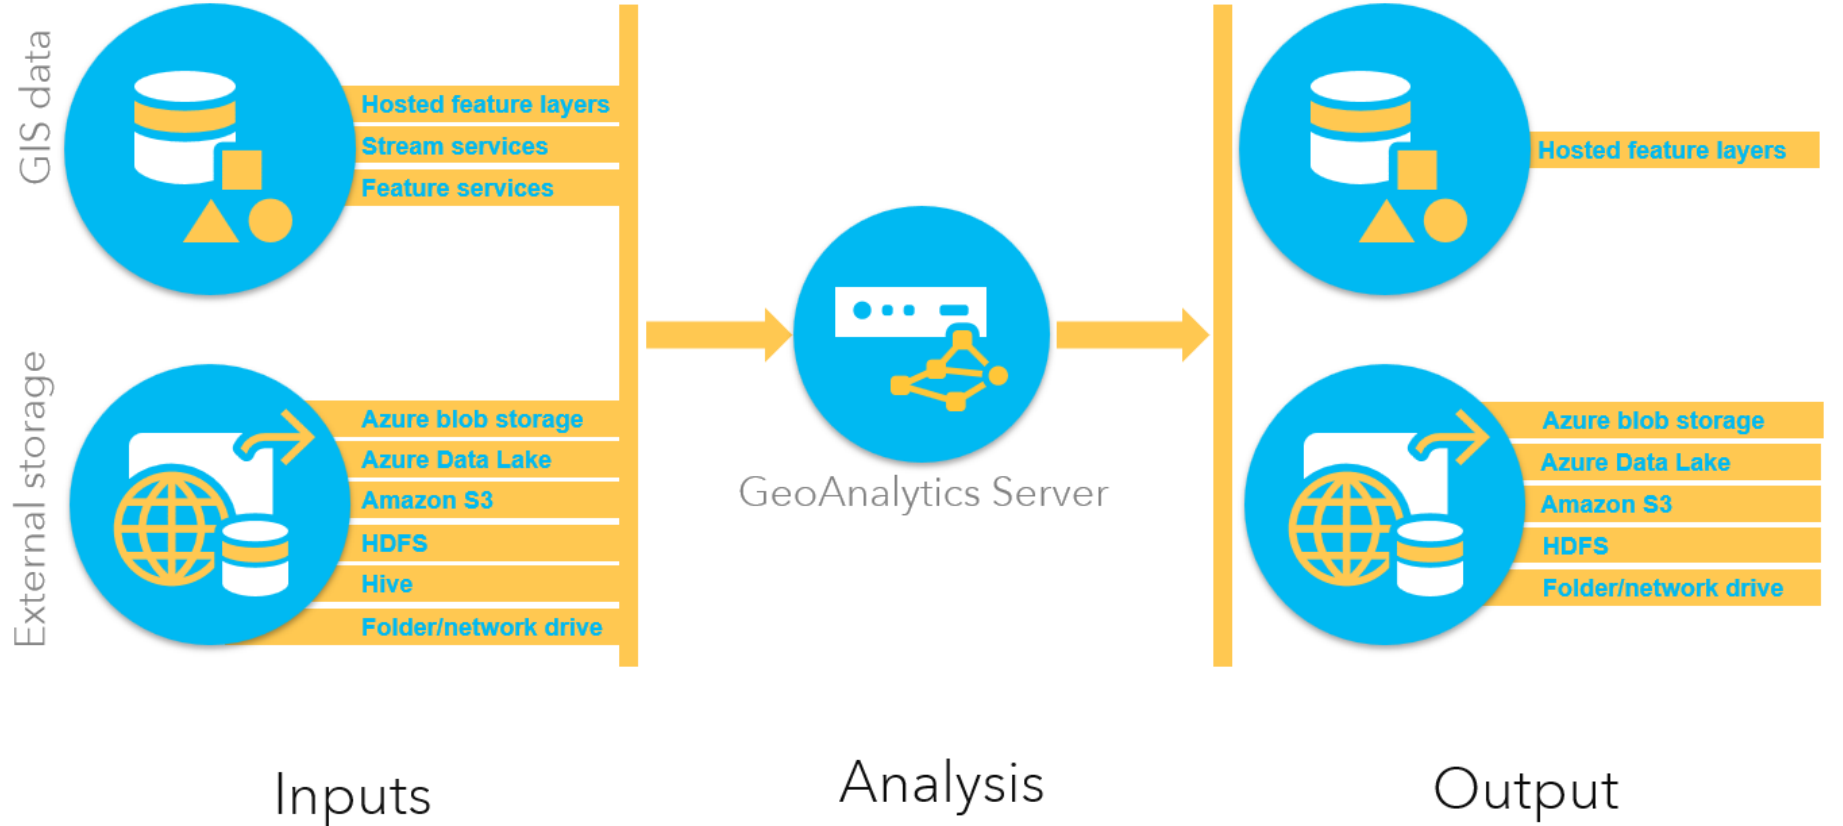 GIS data
Hosted feature layers
Stream services
Feature services
External storage
Azure blob storage
Azure Data Lake
Amazon S3
HDFS
Hive
Folder/network drive
GeoAnalytics Server
Hosted feature layers
Azure blob storage
Azure Data Lake
Amazon S3
HDFS
Folder/network drive
Inputs
Analysis
Output